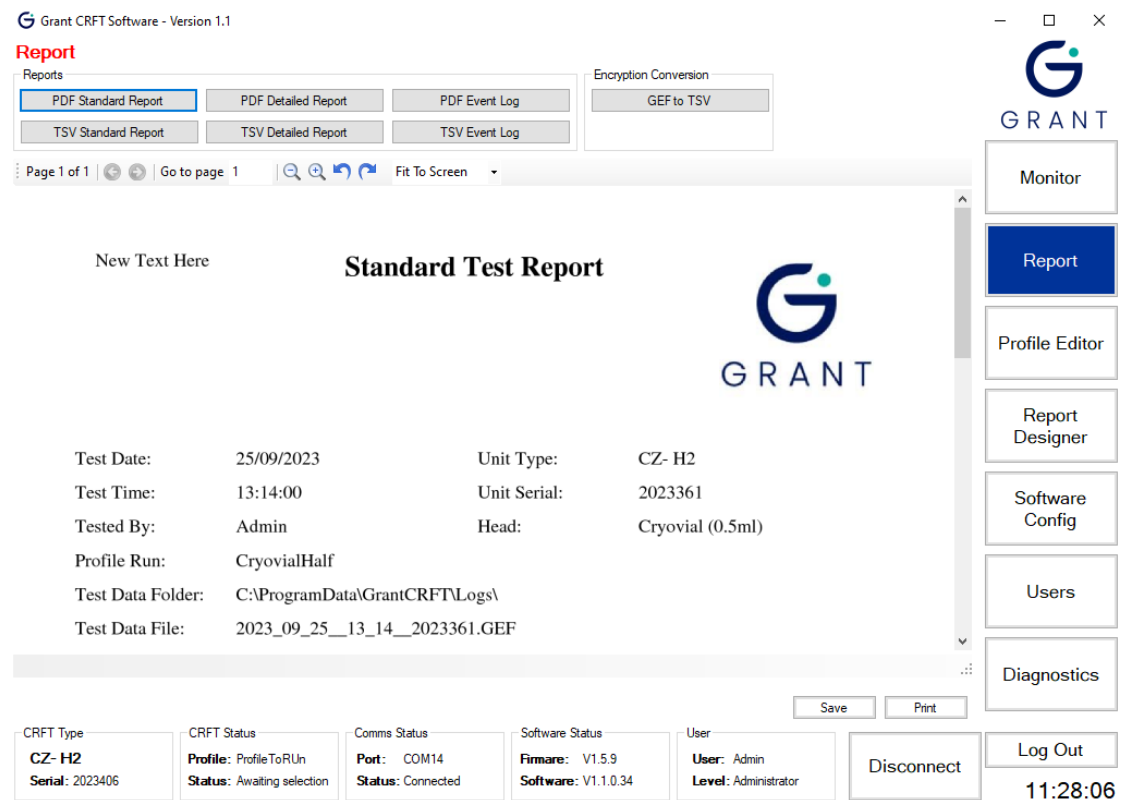 Grant CRFT Software - Version 1.1
Report
Reports
PDF Standard Report
PDF Detailed Report
PDF Event Log
TSV Standard Report
TSV Detailed Report
TSV Event Log
Encryption Conversion
GEF to TSV
GRANT
Page 1 of 1
Go to page 1
Fit To Screen
New Text Here
Standard Test Report
GRANT
Test Date: 25/09/2023 Unit Type: CZ- H2
Test Time: 13:14:00 Unit Serial: 2023361
Tested By: Admin Head: Cryovial (0.5ml)
Profile Run: CryovialHalf
Test Data Folder: C:\ProgramData\GrantCRFT\Logs\
Test Data File: 2023_09_25__13_14__2023361.GEF
Save
Print
Monitor
Report
Profile Editor
Report
Designer
Software
Config
Users
Diagnostics
CRFT Type
CZ- H2
Serial: 2023406
CRFT Status
Profile: ProfileToRUn
Status: Awaiting selection
Comms Status
Port: COM14
Status: Connected
Software Status
Firmare: V1.5.9
Software: V1.1.0.34
User
User: Admin
Level: Administrator
Disconnect
Log Out
11:28:06